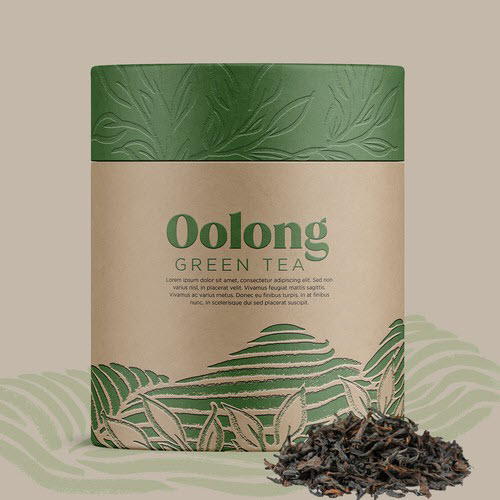 Oolong
GREEN TEA
Lorem ipsum dolor sit amet, consectetur adipiscing elit. Sed non
varius nisl, in placerat velit. Vivamus feugiat mattis sagittis.
Vivamus ac varius metus. Donec eu finibus turpis. In at finibus
nunc, in scelerisque dui sed placerat suscipit.